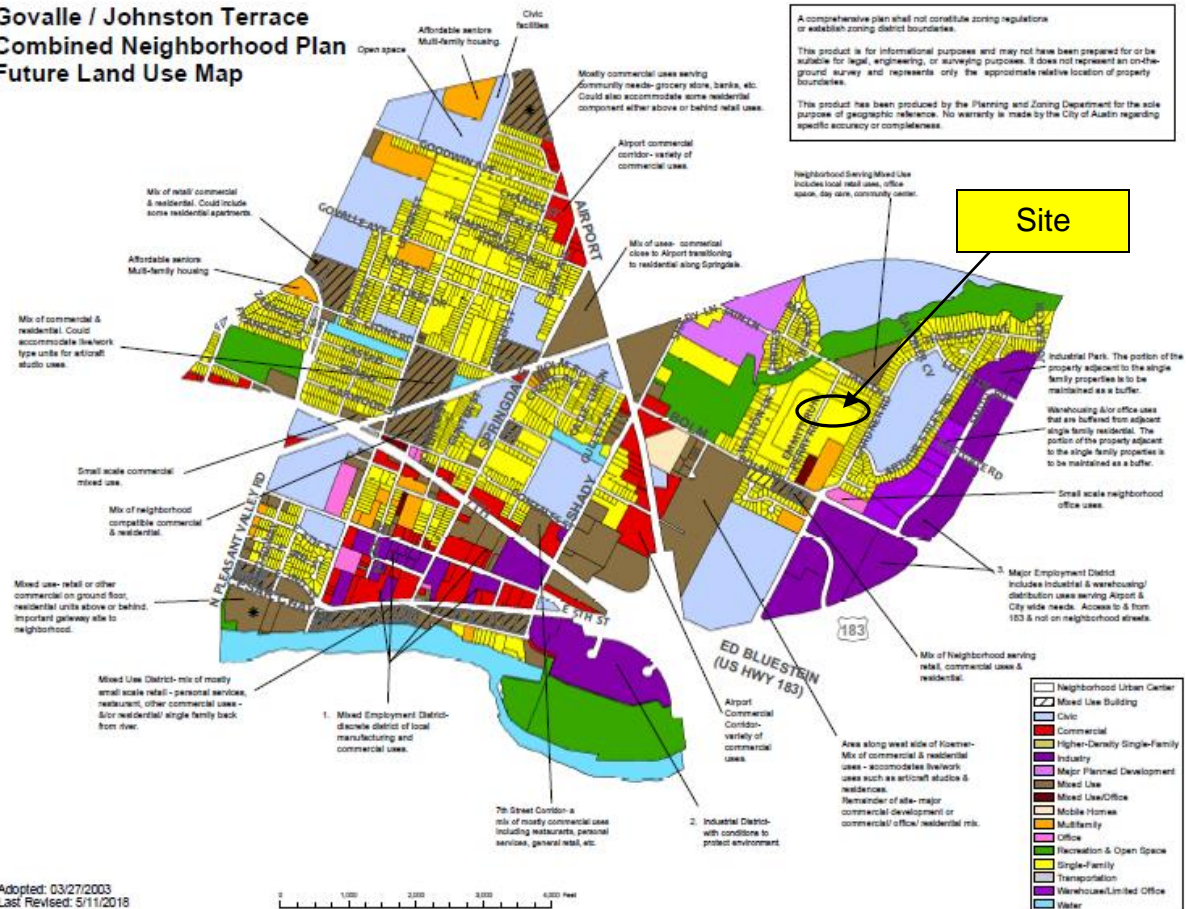 Govalle / Johnston Terrace
Combined Neighborhood Plan
Future Land Use Map
Open space
Affordable seniors
Multi-family housing.
Civic
facilities
Mostly commercial uses serving
community needs- grocery store, banks, etc.
Could also accommodate some residential
component either above or behind retail uses.
Airport commercial
corridor- variety of
commercial uses.
A comprehensive plan shall not constitute zoning regulations
or establish zoning district boundaries.
This product is for informational purposes and may not have been prepared for or be
suitable for legal, engineering, or surveying purposes. It does not represent an on-the-
ground survey and represents only the approximate relative location of property
boundaries.
This product has been produced by the Planning and Zoning Department for the sole
purpose of geographic reference. No warranty is made by the City of Austin regarding
specific accuracy or completeness.
Neighborhood Serving Mixed Use
Includes local retail uses, office
space, day care, community center.
Site
Mix of retail/ commercial
& residential. Could include
some residential apartments.
Affordable seniors
Multi-family housing
Mix of uses- commerical
close to Airport transitioning
to residential along Springdale.
Mix of commercial &
residential. Could
accommodate live/work
type units for art/craft
studio uses.
GOODWIN AVE
GOVALLE AVE
AIRPORT
SPRINGDALE
BOLM
SHADY
N PLEASANT VALLEY RD
E 5TH ST
ED BLUESTEIN
(US HWY 183)
183
Industrial Park. The portion of the
property adjacent to the single
family properties is to be
maintained as a buffer.
Warehousing &/or office uses
that are buffered from adjacent
single family residential. The
portion of the property adjacent
to the single family properties is
to be maintained as a buffer.
Small scale neighborhood
office uses.
3. Major Employment District
Includes industrial & warehousing/
distribution uses serving Airport &
City wide needs. Access to & from
183 & not on neighborhood streets.
Small scale commercial
mixed use.
Mix of neighborhood
compatible commercial
& residential.
Mixed use- retail or other
commercial on ground floor,
residential units above or behind.
Important gateway site to
neighborhood.
Mixed Use District- mix of mostly
small scale retail - personal services,
restaurant, other commercial uses -
&/or residential/ single family back
from river.
1. Mixed Employment District-
discrete district of local
manufacturing and
commercial uses.
7th Street Corridor- a
mix of mostly commercial uses
including restaurants, personal
services, general retail, etc.
2. Industrial District-
with conditions to
protect environment
Airport
Commercial
Corridor-
variety of
commercial
uses
Area along west side of Koerner-
Mix of commercial & residential
uses - accomodates live/work
uses such as art/craft studios &
residences.
Remainder of site- major
commercial development or
commercial/ office/ residential mix.
Mix of Neighborhood serving
retail, commercial uses &
residential.
Neighborhood Urban Center
Mixed Use Building
Civic
Commercial
Higher-Density Single-Family
Industry
Major Planned Development
Mixed Use
Mixed Use/Office
Mobile Homes
Multifamily
Office
Recreation & Open Space
Single-Family
Transportation
Warehouse/Limited Office
Water
Adopted: 03/27/2003
Last Revised: 5/11/2018
0 1,000 2,000 3,000 4,000 Feet